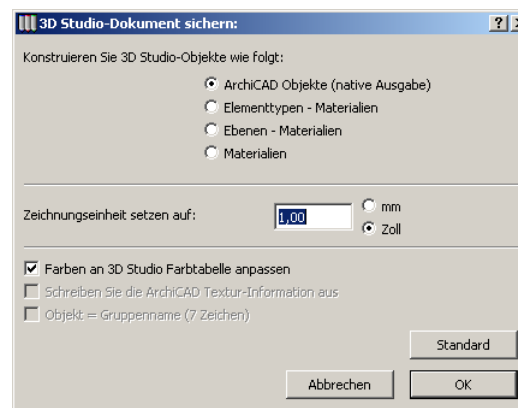 3D Studio-Dokument sichern:
Konstruieren Sie 3D Studio-Objekte wie folgt:
ArchiCAD Objekte (native Ausgabe)
Elementtypen - Materialien
Ebenen - Materialien
Materialien
Zeichnungseinheit setzen auf:
1,00
mm
Zoll
Farben an 3D Studio Farbtabelle anpassen
Schreiben Sie die ArchiCAD Textur-Information aus
Objekt = Gruppenname (7 Zeichen)
Standard
Abbrechen
OK